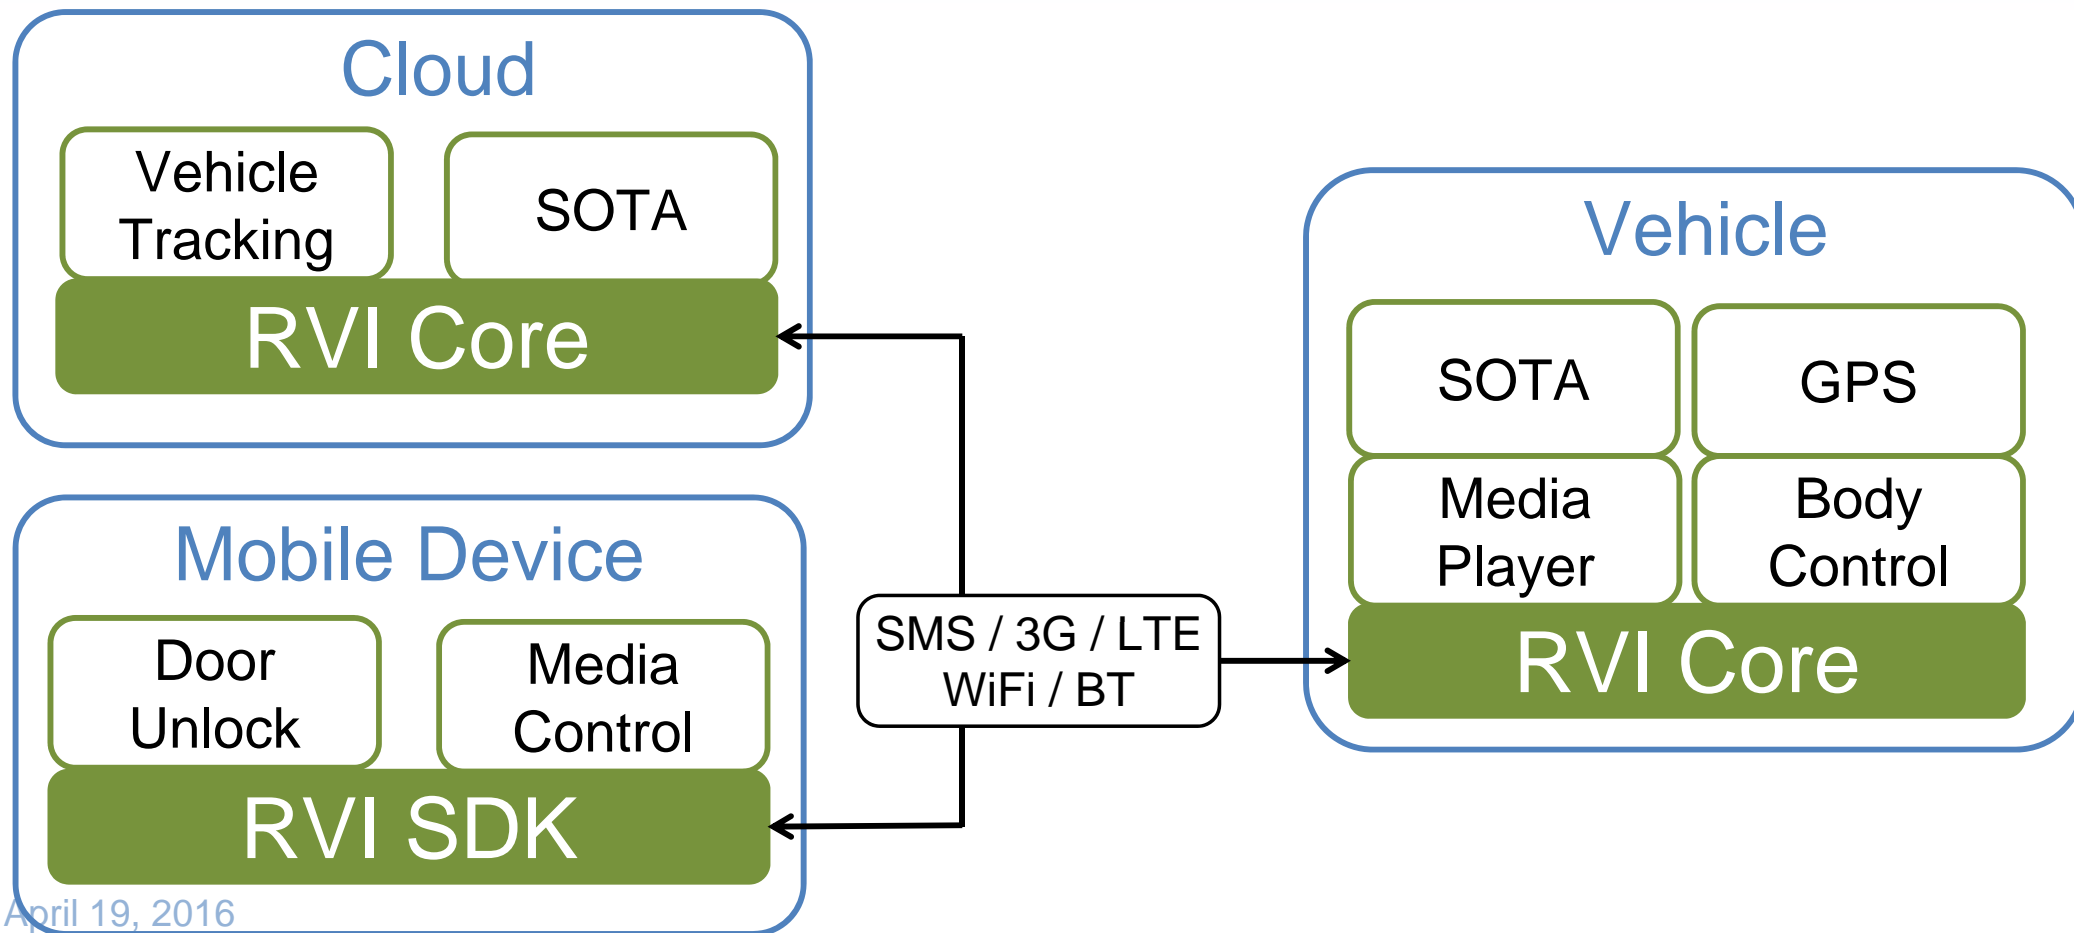 Cloud
Vehicle
Tracking
SOTA
RVI Core
Mobile Device
Door
Unlock
Media
Control
RVI SDK
SMS / 3G / LTE
WiFi / BT
Vehicle
SOTA
GPS
Media
Player
Body
Control
RVI Core
April 19, 2016